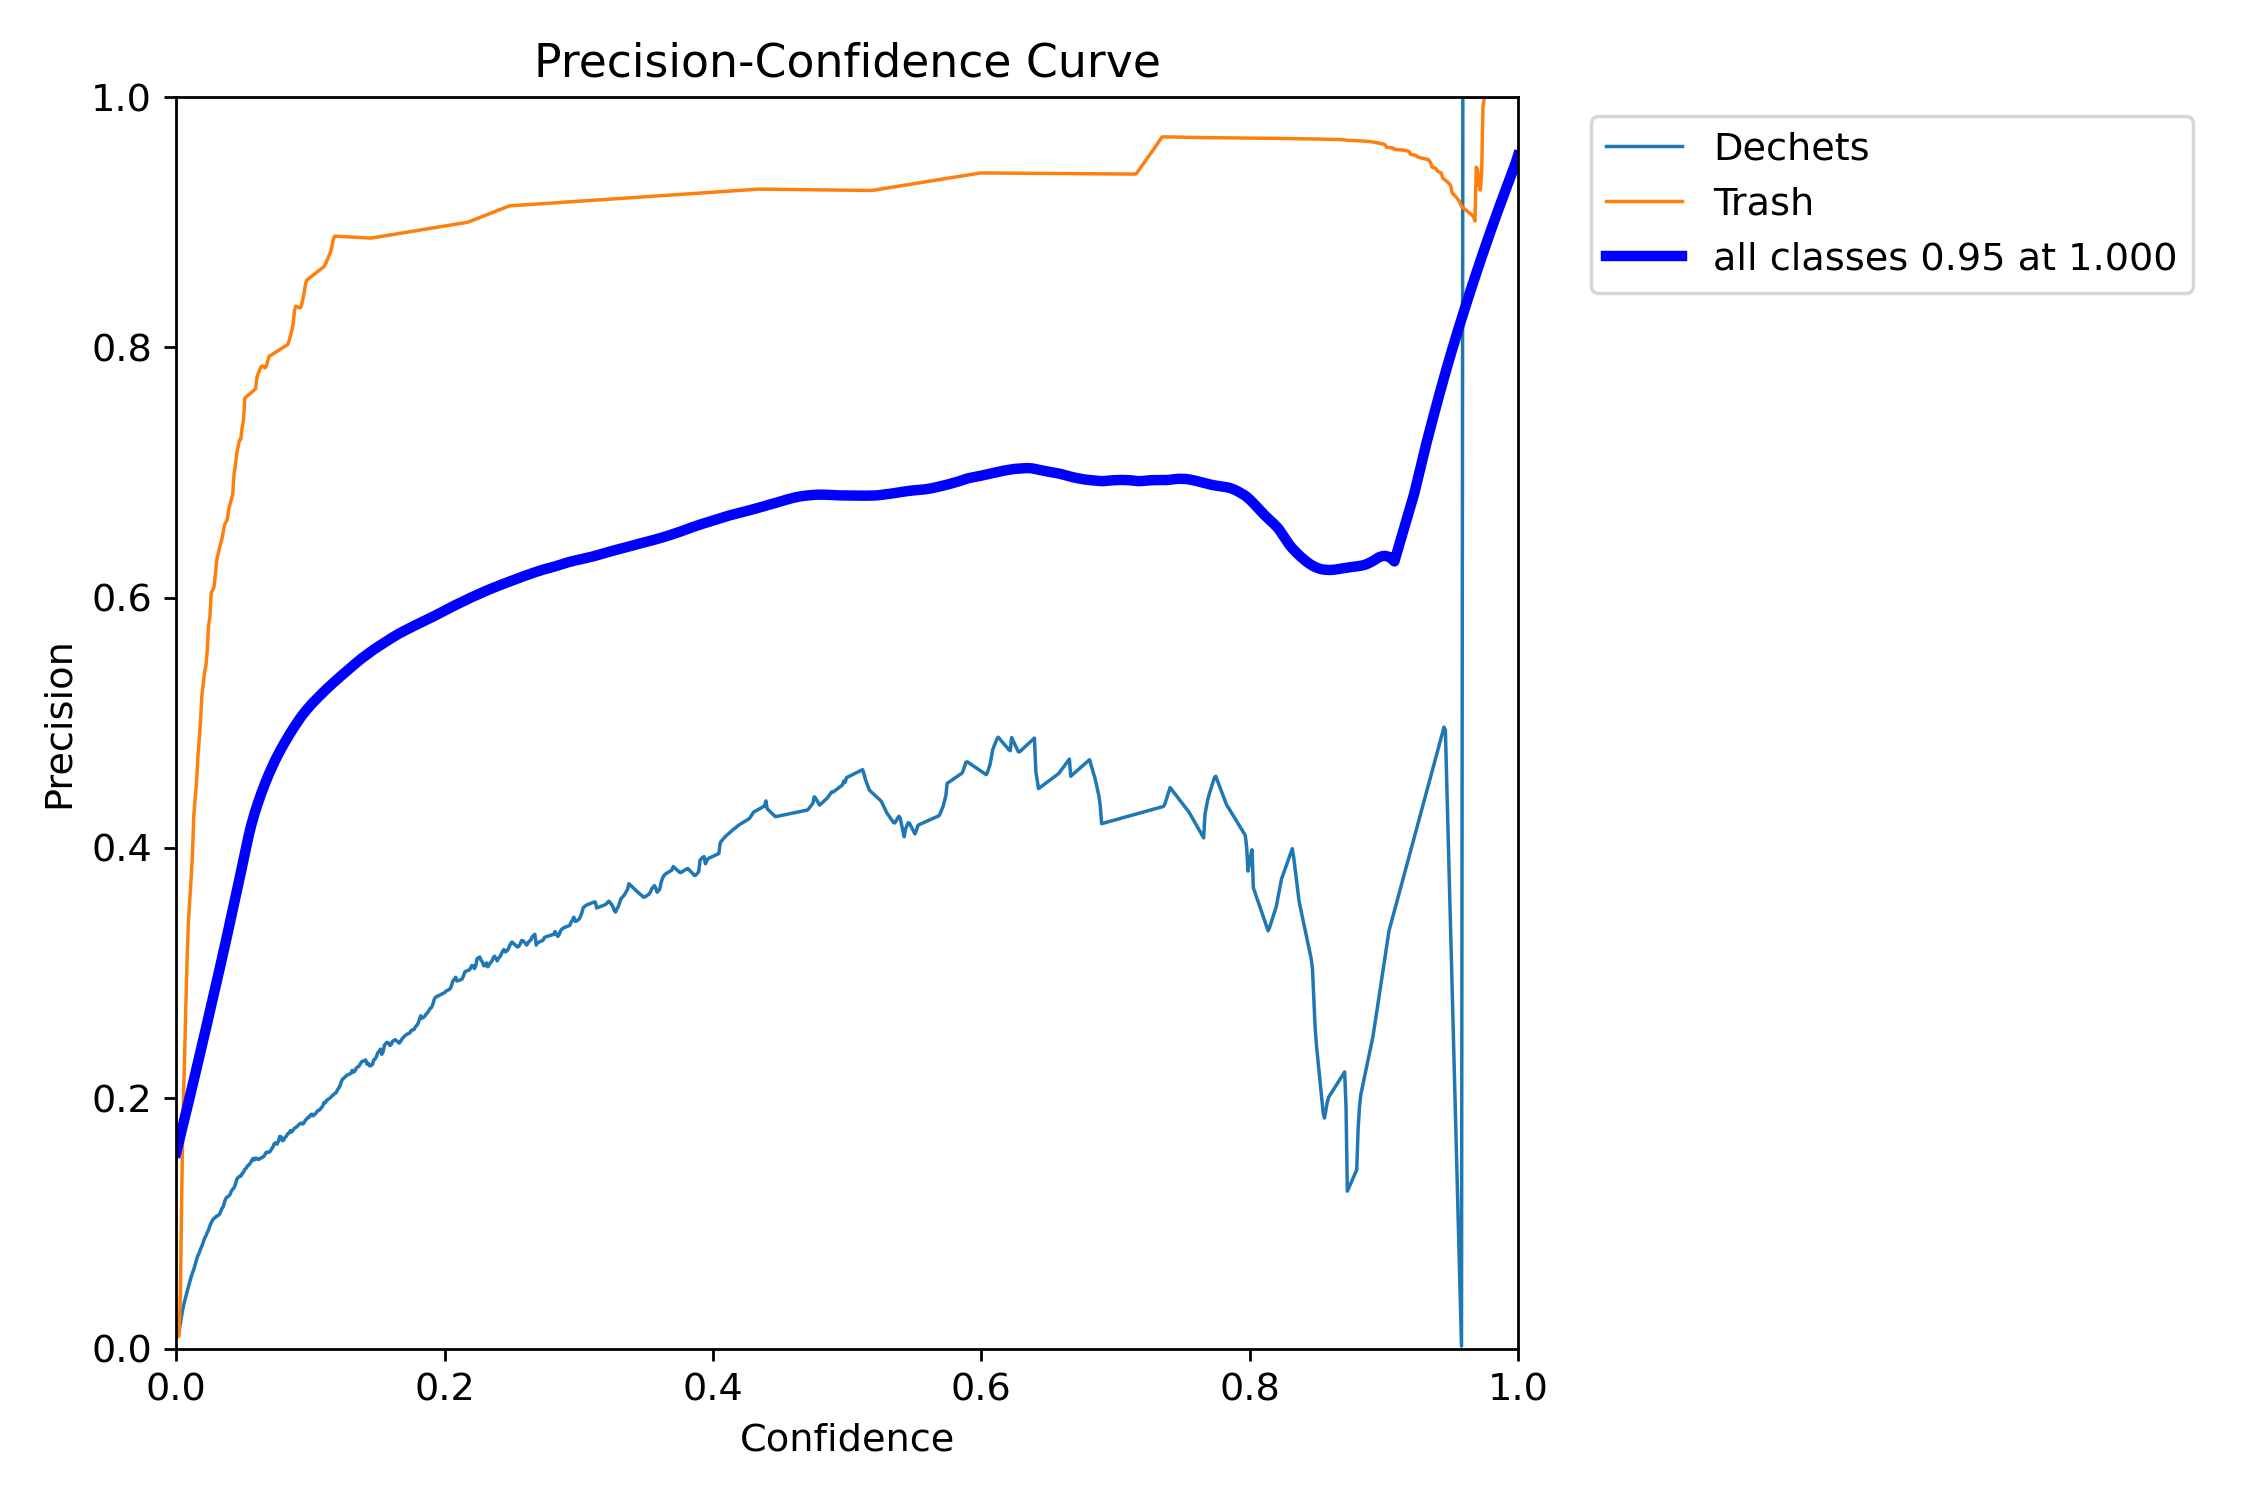 Precision-Confidence Curve
1.0
0.8
0.6
0.4
0.2
0.0
Precision
0.0 0.2 0.4 0.6 0.8 1.0
Confidence
Dechets
Trash
all classes 0.95 at 1.000